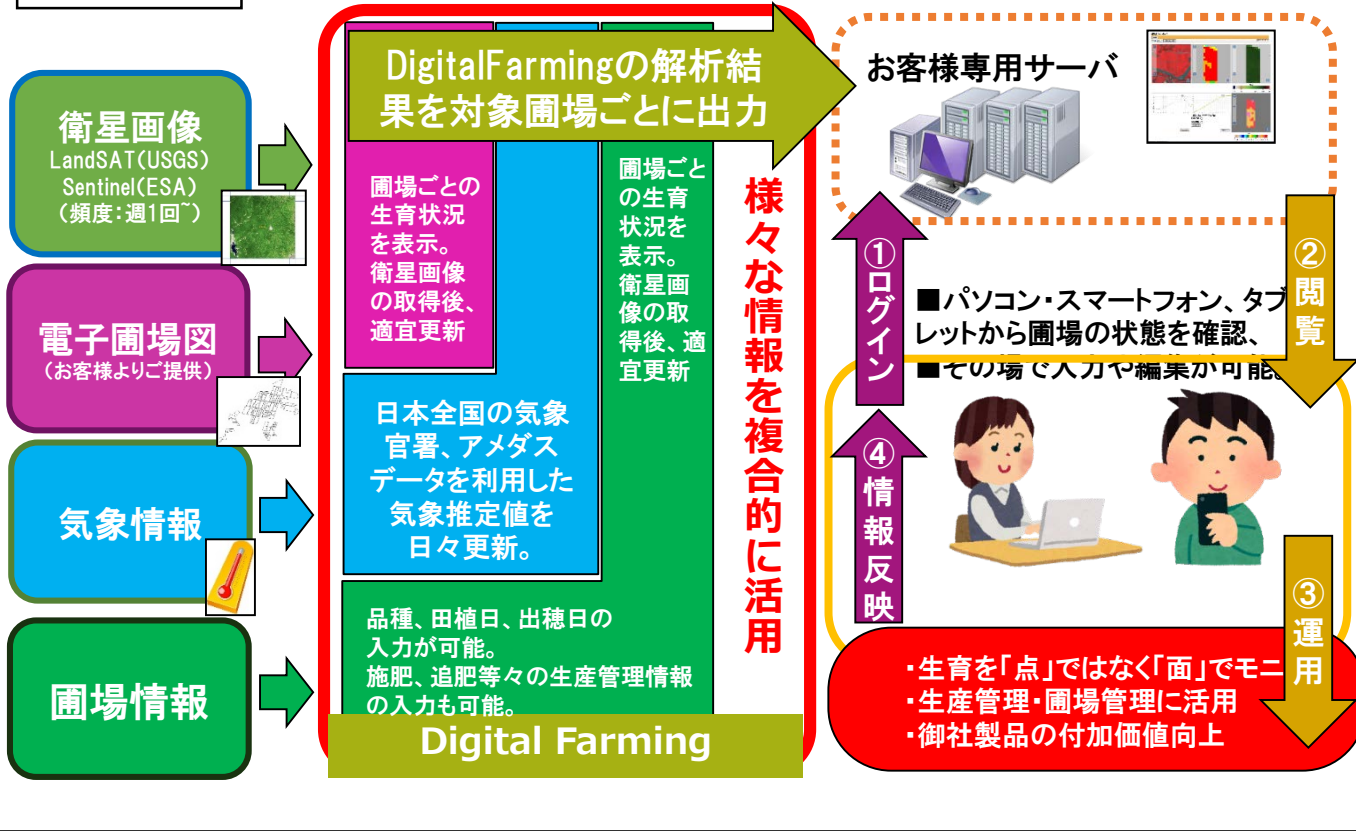 衛星画像
LandSAT(USGS)
Sentinel(ESA)
(頻度:週1回~)
電子圃場図
(お客様よりご提供)
気象情報
圃場情報
DigitalFarmingの解析結
果を対象圃場ごとに出力
圃場ごとの
生育状況
を表示。
衛星画像
の取得後、
適宜更新
日本全国の気象
官署、アメダス
データを利用した
気象推定値を
日々更新。
圃場ごと
の生育
状況を
表示。
衛星画
像の取
得後、適
宜更新
品種、田植日、出穂日の
入力が可能。
施肥、追肥等々の生産管理情報
の入力も可能。
様々な情報を複合的に活用
Digital Farming
お客様専用サーバ
①ログイン
②閲覧
■パソコン・スマートフォン、タブ
レットから圃場の状態を確認、
■その場で入力や編集が可能。
④情報反映
③運用
・生育を「点」ではなく「面」でモニ
・生産管理・圃場管理に活用
・御社製品の付加価値向上